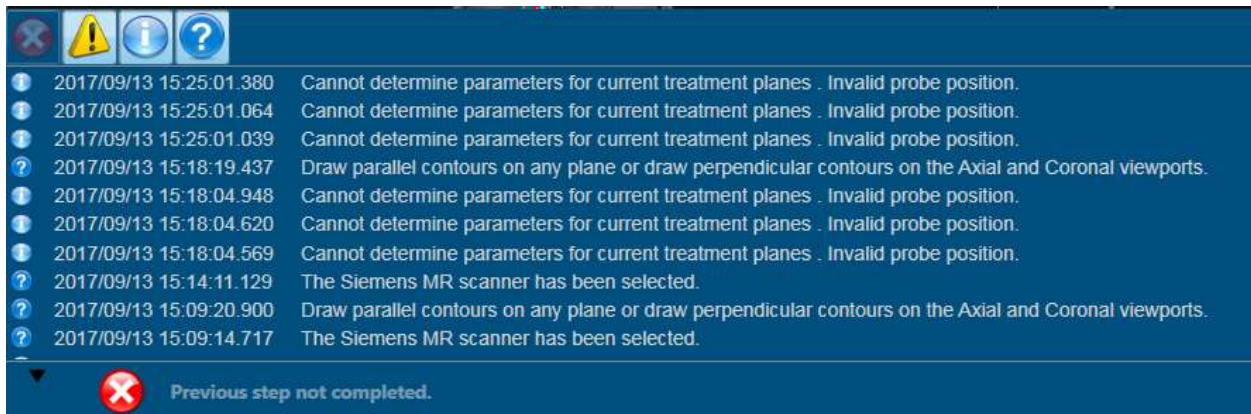 2017/09/13 15:25:01.380 Cannot determine parameters for current treatment planes . Invalid probe position.
2017/09/13 15:25:01.064 Cannot determine parameters for current treatment planes . Invalid probe position.
2017/09/13 15:25:01.039 Cannot determine parameters for current treatment planes . Invalid probe position.
2017/09/13 15:18:19.437 Draw parallel contours on any plane or draw perpendicular contours on the Axial and Coronal viewports.
2017/09/13 15:18:04.948 Cannot determine parameters for current treatment planes . Invalid probe position.
2017/09/13 15:18:04.620 Cannot determine parameters for current treatment planes . Invalid probe position.
2017/09/13 15:18:04.569 Cannot determine parameters for current treatment planes . Invalid probe position.
2017/09/13 15:14:11.129 The Siemens MR scanner has been selected.
2017/09/13 15:09:20.900 Draw parallel contours on any plane or draw perpendicular contours on the Axial and Coronal viewports.
2017/09/13 15:09:14.717 The Siemens MR scanner has been selected.
Previous step not completed.